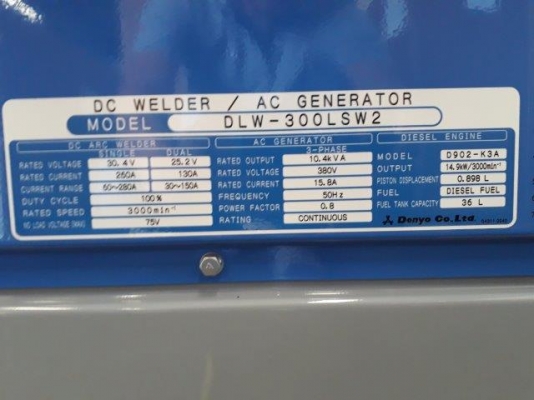 DC WELDER / AC GENERATOR
MODEL DLW-300LSW2
DC ARC WELDER
SINGLE DUAL
RATED VOLTAGE 30.4V 25.2V
RATED CURRENT 260A 130A
CURRENT RANGE 60~280A 30~150A
DUTY CYCLE 100%
RATED SPEED 3000min⁻¹
NO LOAD VOLTAGE (MAX) 75V
AC GENERATOR
3-PHASE
RATED OUTPUT 10.4kVA
RATED VOLTAGE 380V
RATED CURRENT 15.8A
FREQUENCY 50Hz
POWER FACTOR 0.8
RATING CONTINUOUS
DIESEL ENGINE
MODEL D902-K3A
OUTPUT 14.9kW/3000min⁻¹
PISTON DISPLACEMENT 0.898 L
FUEL DIESEL FUEL
FUEL TANK CAPACITY 36 L
Denyo Co., Ltd.